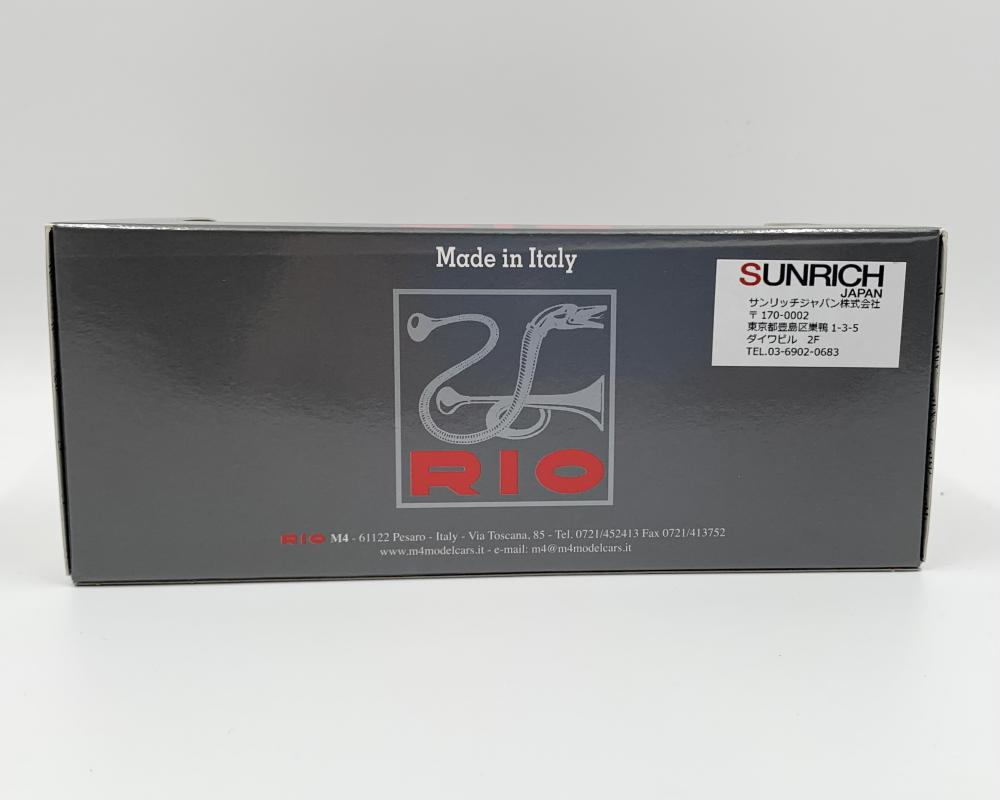 Made in Italy
SUNRICH
JAPAN
サンリッチジャパン株式会社
〒170-0002
東京都豊島区巣鴨1-3-5
ダイワビル 2F
TEL.03-6902-0683
RIO
RIO M4 - 61122 Pesaro - Italy - Via Toscana, 85 - Tel. 0721/452413 Fax 0721/413752
www.m4modelcars.it - e-mail: m4@m4modelcars.it